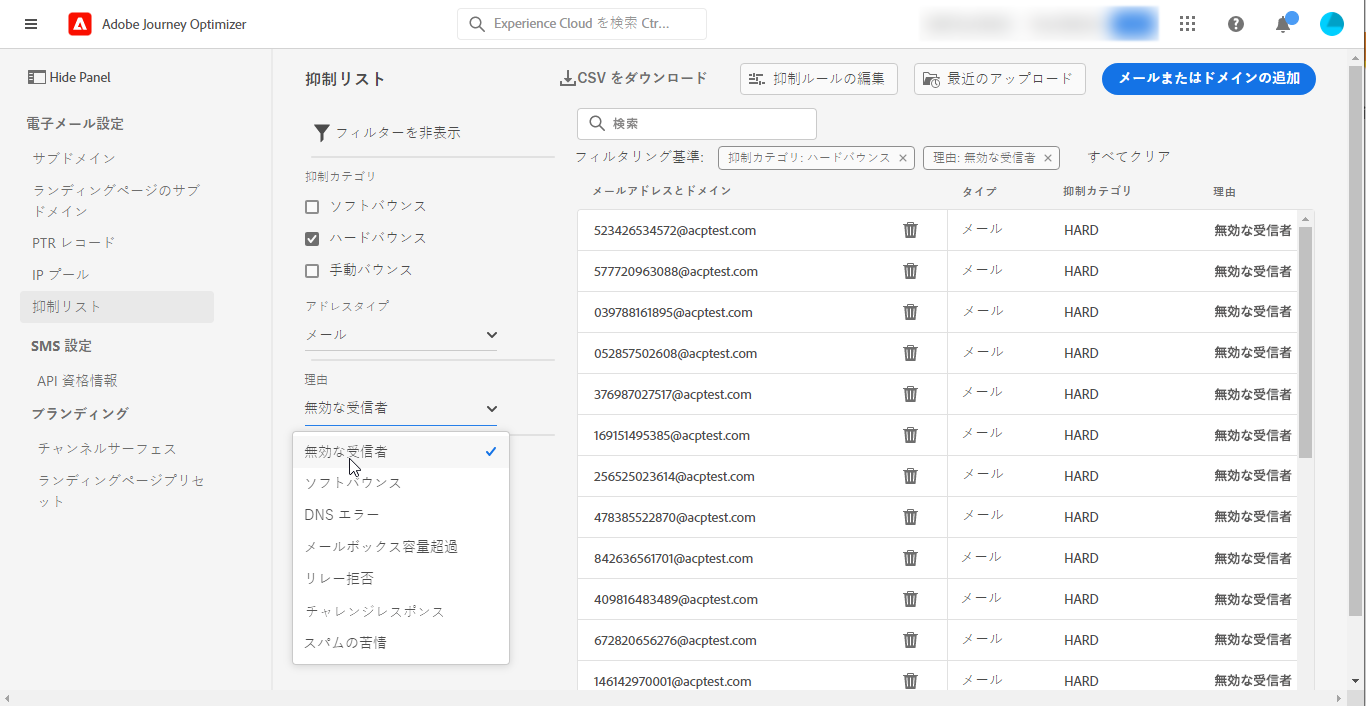 Adobe Journey Optimizer
Experience Cloud を検索 Ctr...
Hide Panel
電子メール設定
サブドメイン
ランディングページのサブ
ドメイン
PTR レコード
IP プール
抑制リスト
SMS 設定
API 資格情報
ブランディング
チャンネルサーフェス
ランディングページプリセ
ット
抑制リスト
CSV をダウンロード
抑制ルールの編集
最近のアップロード
メールまたはドメインの追加
フィルターを非表示
抑制カテゴリ
ソフトバウンス
ハードバウンス
手動バウンス
アドレスタイプ
メール
理由
無効な受信者
無効な受信者
ソフトバウンス
DNS エラー
メールボックス容量超過
リレー拒否
チャレンジレスポンス
スパムの苦情
検索
フィルタリング基準: 抑制カテゴリ: ハードバウンス × 理由: 無効な受信者 × すべてクリア
メールアドレスとドメイン タイプ 抑制カテゴリ 理由
523426534572@acptest.com メール HARD 無効な受信者
577720963088@acptest.com メール HARD 無効な受信者
039788161895@acptest.com メール HARD 無効な受信者
052857502608@acptest.com メール HARD 無効な受信者
376987027517@acptest.com メール HARD 無効な受信者
169151495385@acptest.com メール HARD 無効な受信者
256525023614@acptest.com メール HARD 無効な受信者
478385522870@acptest.com メール HARD 無効な受信者
842636561701@acptest.com メール HARD 無効な受信者
409816483489@acptest.com メール HARD 無効な受信者
672820656276@acptest.com メール HARD 無効な受信者
146142970001@acptest.com メール HARD 無効な受信者